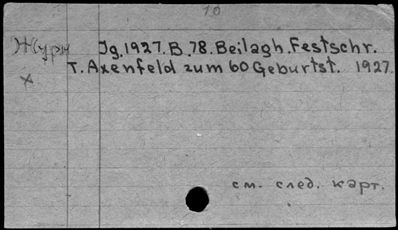 10
Журн Jg.1927.B.78.Beilagh.Festschr.
x T.Axenfeld zum 60 Geburtst. 1927.
см. след. карт.